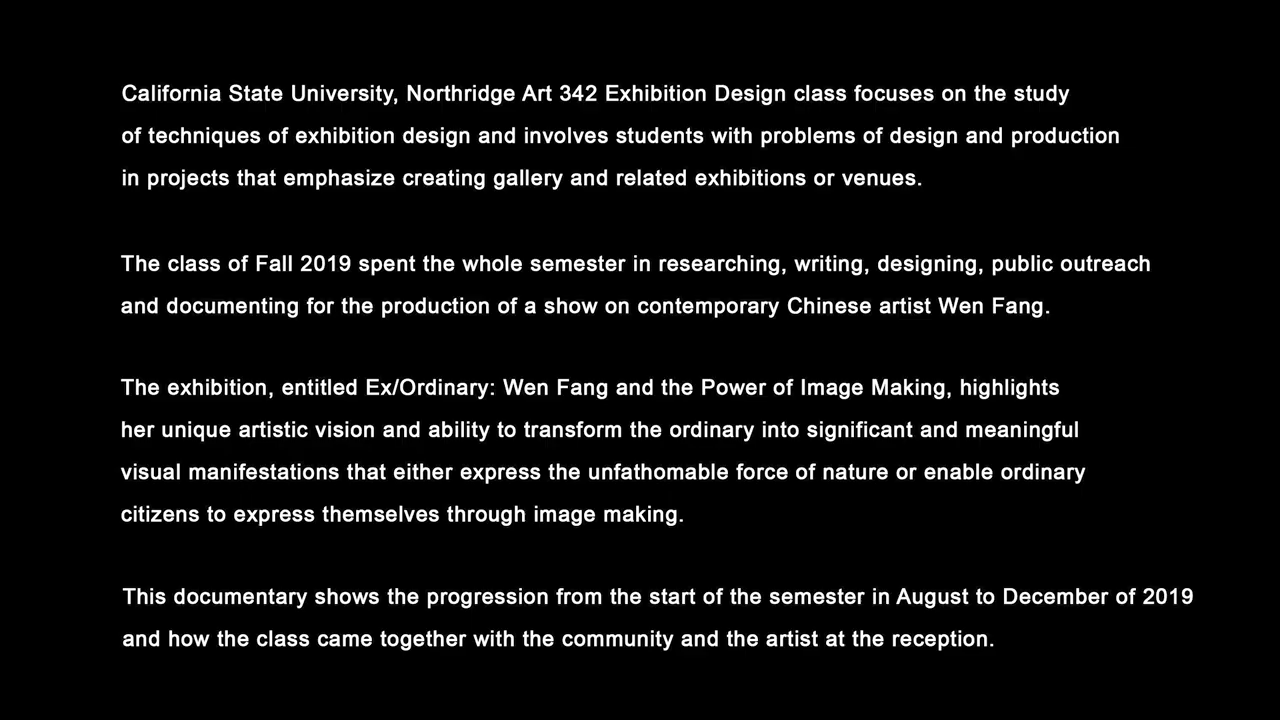 California State University, Northridge Art 342 Exhibition Design class focuses on the study
of techniques of exhibition design and involves students with problems of design and production
in projects that emphasize creating gallery and related exhibitions or venues.
The class of Fall 2019 spent the whole semester in researching, writing, designing, public outreach
and documenting for the production of a show on contemporary Chinese artist Wen Fang.
The exhibition, entitled Ex/Ordinary: Wen Fang and the Power of Image Making, highlights
her unique artistic vision and ability to transform the ordinary into significant and meaningful
visual manifestations that either express the unfathomable force of nature or enable ordinary
citizens to express themselves through image making.
This documentary shows the progression from the start of the semester in August to December of 2019
and how the class came together with the community and the artist at the reception.